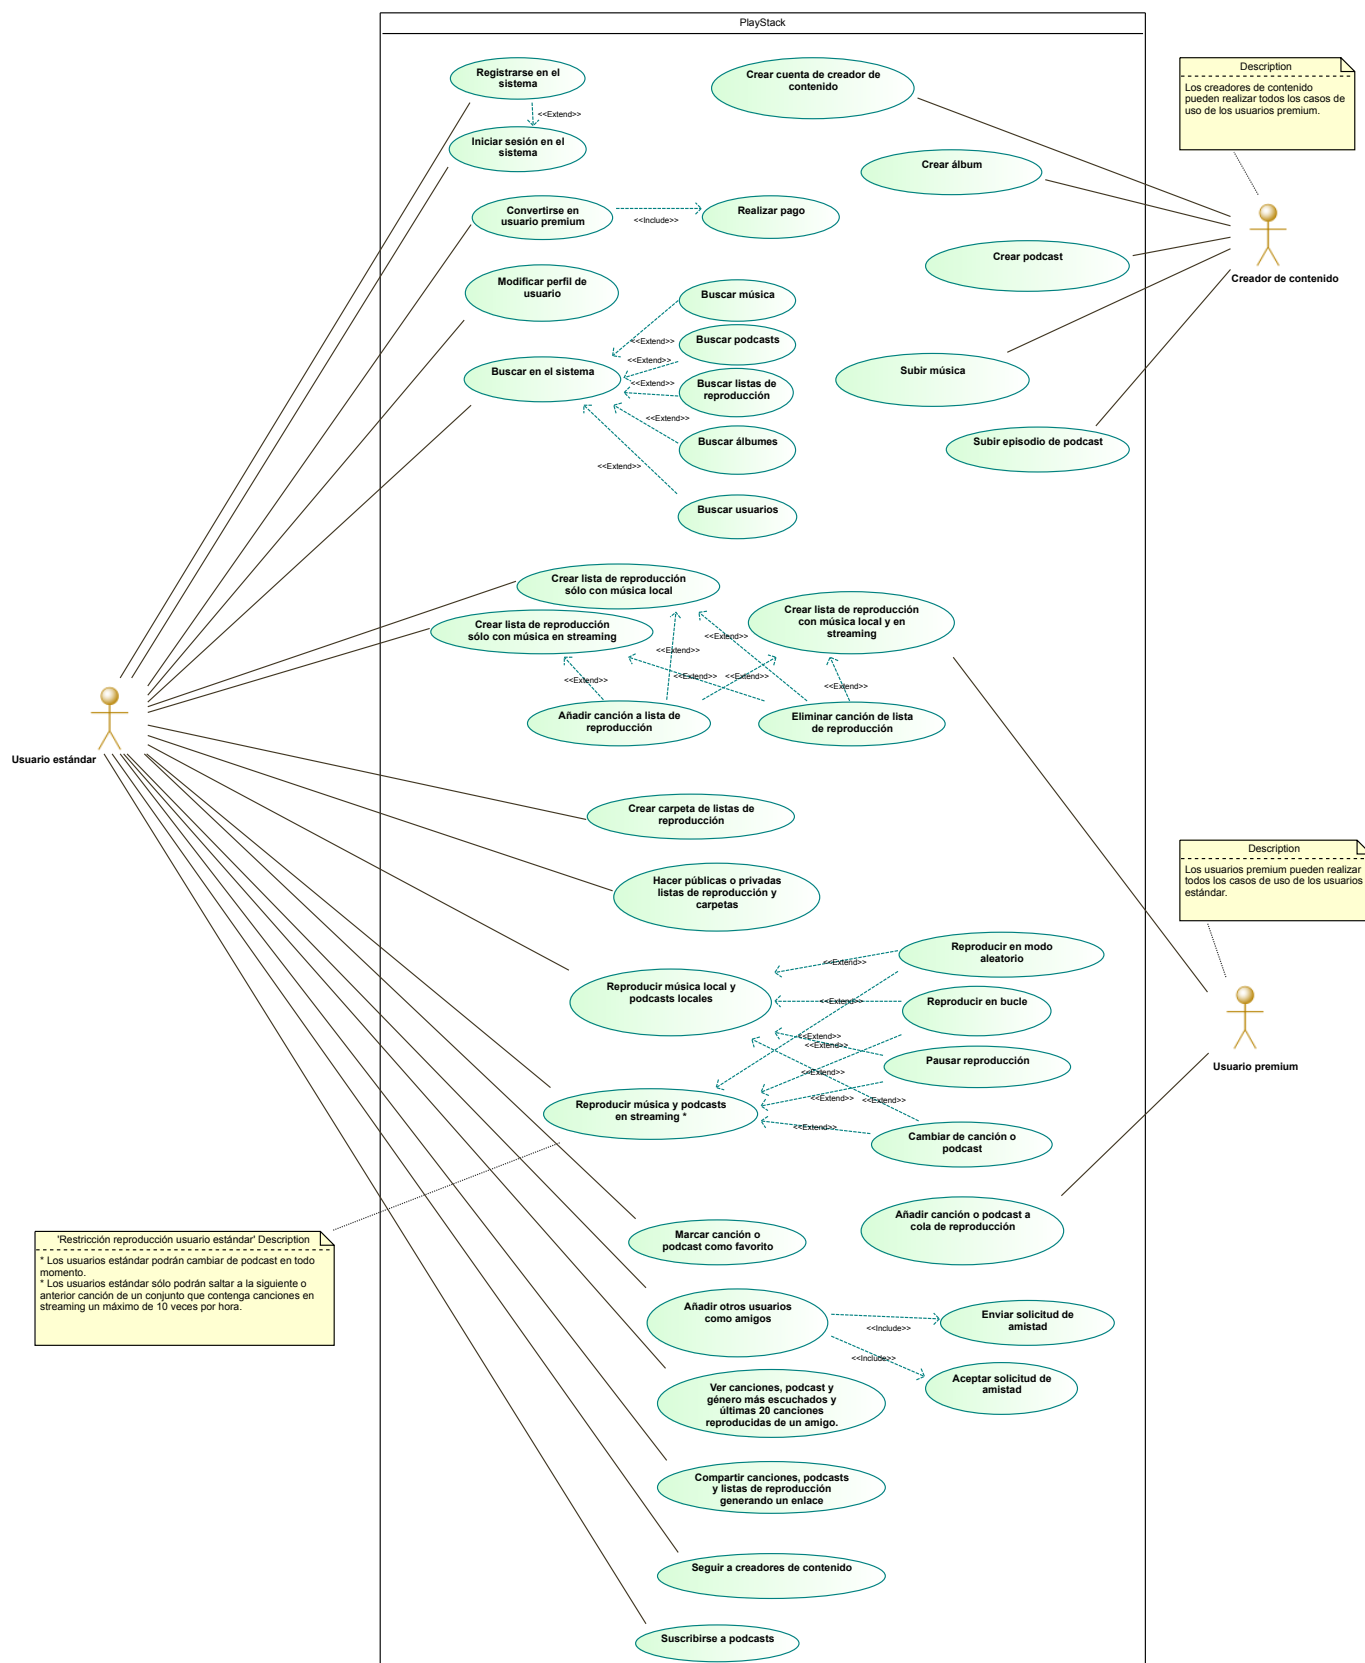 PlayStack
Registrarse en el
sistema
<<Extend>>
Iniciar sesión en el
sistema
Crear cuenta de creador de
contenido
Description
Los creadores de contenido
pueden realizar todos los casos de
uso de los usuarios premium.
Crear álbum
Convertirse en
usuario premium
<<Include>>
Realizar pago
Crear podcast
Creador de contenido
Modificar perfil de
usuario
Buscar música
<<Extend>>
Buscar podcasts
<<Extend>>
Buscar en el sistema
<<Extend>>
Buscar listas de
reproducción
<<Extend>>
Buscar álbumes
<<Extend>>
Buscar usuarios
Subir música
Subir episodio de podcast
Crear lista de reproducción
sólo con música local
Crear lista de reproducción
sólo con música en streaming
Crear lista de reproducción
con música local y en
streaming
<<Extend>>
<<Extend>>
<<Extend>>
<<Extend>>
<<Extend>>
<<Extend>>
Añadir canción a lista de
reproducción
Eliminar canción de lista
de reproducción
Usuario estándar
Crear carpeta de listas de
reproducción
Hacer públicas o privadas
listas de reproducción y
carpetas
Description
Los usuarios premium pueden realizar
todos los casos de uso de los usuarios
estándar.
Reproducir en modo
aleatorio
<<Extend>>
Reproducir música local y
podcasts locales
<<Extend>>
Reproducir en bucle
<<Extend>>
<<Extend>>
Pausar reproducción
Usuario premium
<<Extend>>
Reproducir música y podcasts
en streaming *
<<Extend>>
<<Extend>>
<<Extend>>
Cambiar de canción o
podcast
Añadir canción o podcast a
cola de reproducción
'Restricción reproducción usuario estándar' Description
* Los usuarios estándar podrán cambiar de podcast en todo
momento.
* Los usuarios estándar sólo podrán saltar a la siguiente o
anterior canción de un conjunto que contenga canciones en
streaming un máximo de 10 veces por hora.
Marcar canción o
podcast como favorito
Añadir otros usuarios
como amigos
<<Include>>
Enviar solicitud de
amistad
<<Include>>
Aceptar solicitud de
amistad
Ver canciones, podcast y
género más escuchados y
últimas 20 canciones
reproducidas de un amigo.
Compartir canciones, podcasts
y listas de reproducción
generando un enlace
Seguir a creadores de contenido
Suscribirse a podcasts